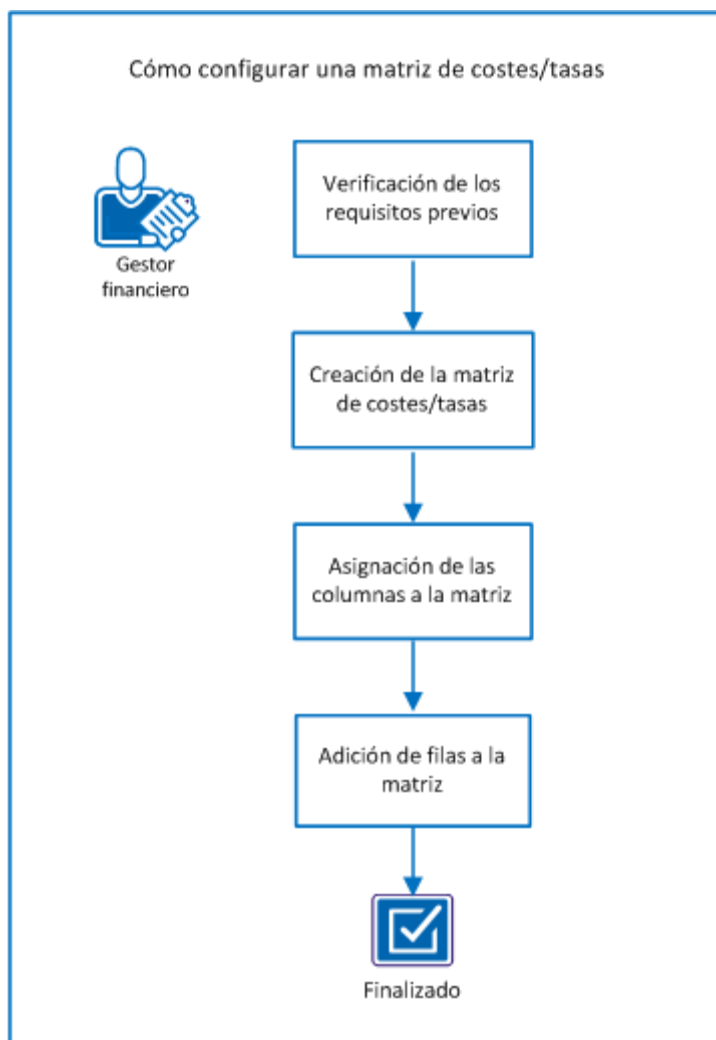 Cómo configurar una matriz de costes/tasas
Gestor
financiero
Verificación de los
requisitos previos
Creación de la matriz
de costes/tasas
Asignación de las
columnas a la matriz
Adición de filas a la
matriz
Finalizado